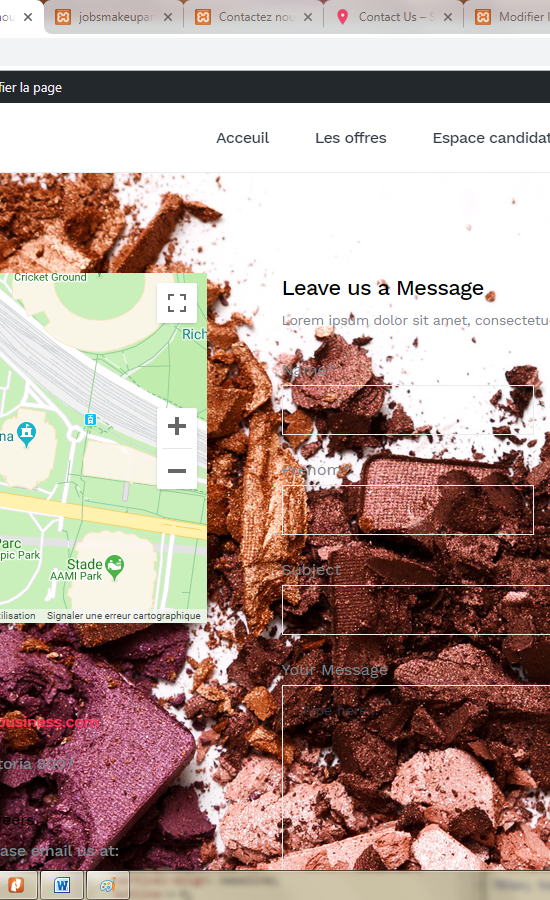 jobsmakeupar
Contactez nou
Contact Us – S
Modifier l
fier la page
Acceuil
Les offres
Espace candidat
Cricket Ground
Rich
na
Parc
pic Park
Stade
AAMI Park
ilisation
Signaler une erreur cartographique
business.com
toria 8007
eers
ase email us at:
Leave us a Message
Lorem ipsum dolor sit amet, consectetu
Name*
Prenom*
Subject
Your Message
Type here...